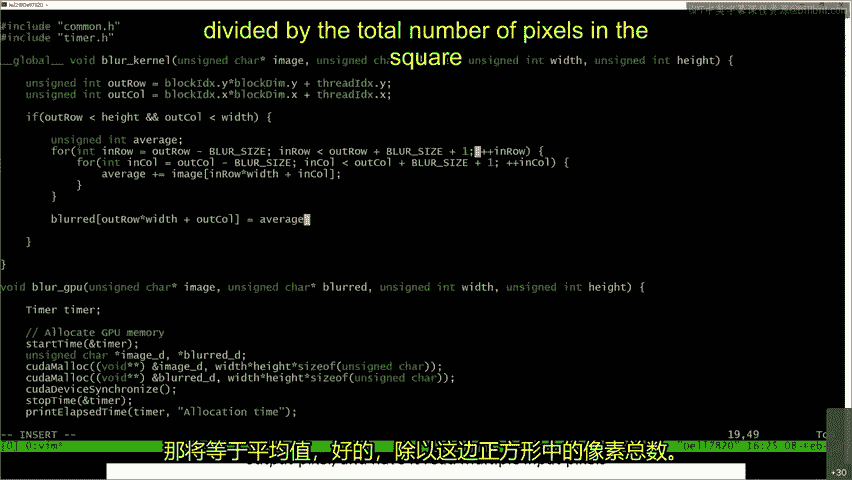 divided by the total number of pixels in the
square
#include "common.h"
#include "timer.h"
__global__ void blur_kernel(unsigned char* image, unsigned char* blurred, unsigned int width, unsigned int height) {
unsigned int outRow = blockIdx.y*blockDim.y + threadIdx.y;
unsigned int outCol = blockIdx.x*blockDim.x + threadIdx.x;
if(outRow < height && outCol < width) {
unsigned int average;
for(int inRow = outRow - BLUR_SIZE; inRow < outRow + BLUR_SIZE + 1; ++inRow) {
for(int inCol = outCol - BLUR_SIZE; inCol < outCol + BLUR_SIZE + 1; ++inCol) {
average += image[inRow*width + inCol];
}
}
blurred[outRow*width + outCol] = average
}
}
void blur_gpu(unsigned char* image, unsigned char* blurred, unsigned int width, unsigned int height) {
Timer timer;
// Allocate GPU memory
startTime(&timer);
unsigned char *image_d, *blurred_d;
cudaMalloc((void**) &image_d, width*height*sizeof(unsigned char));
cudaMalloc((void**) &blurred_d, width*height*sizeof(unsigned char));
cudaDeviceSynchronize();
stopTime(&timer);
printElapsedTime(timer, "Allocation time");
-- INSERT --
19,49
那将等于平均值，好的，除以这边正方形中的像素总数。
+30